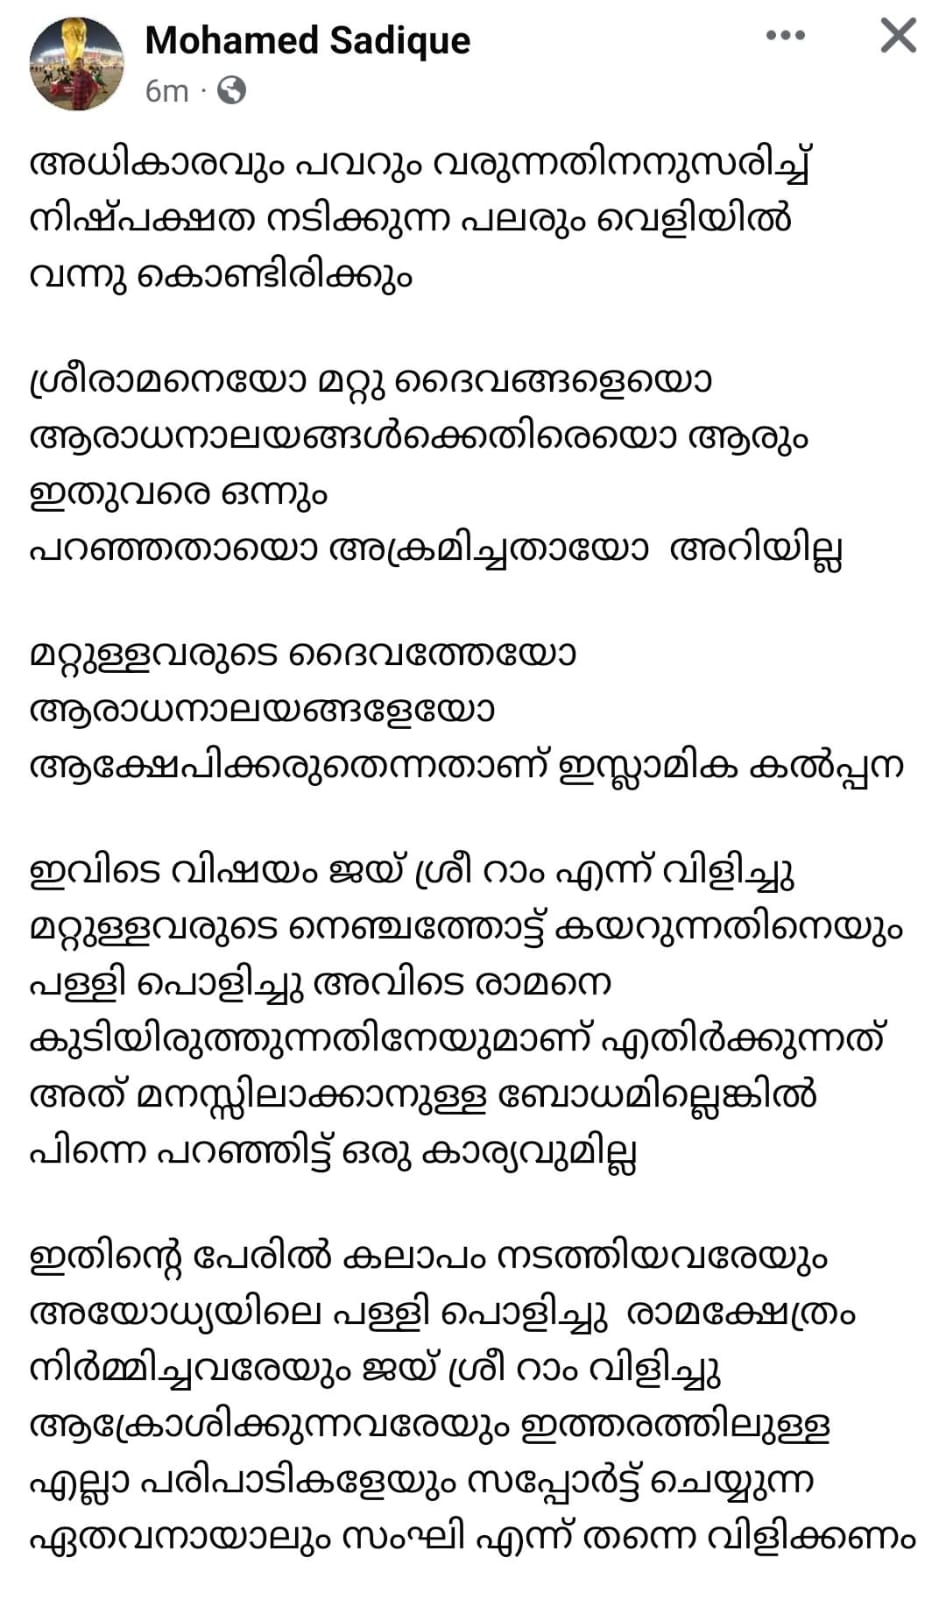 Mohamed Sadique
6m ·
അധികാരവും പവറും വരുന്നതിനനുസരിച്ച്
നിഷ്പക്ഷത നടിക്കുന്ന പലരും വെളിയിൽ
വന്നു കൊണ്ടിരിക്കും
ശ്രീരാമനെയോ മറ്റു ദൈവങ്ങളെയൊ
ആരാധനാലയങ്ങൾക്കെതിരെയൊ ആരും
ഇതുവരെ ഒന്നും
പറഞ്ഞതായൊ അക്രമിച്ചതായോ അറിയില്ല
മറ്റുള്ളവരുടെ ദൈവത്തേയോ
ആരാധനാലയങ്ങളേയോ
ആക്ഷേപിക്കരുതെന്നതാണ് ഇസ്ലാമിക കൽപ്പന
ഇവിടെ വിഷയം ജയ് ശ്രീ റാം എന്ന് വിളിച്ചു
മറ്റുള്ളവരുടെ നെഞ്ചത്തോട്ട് കയറുന്നതിനെയും
പള്ളി പൊളിച്ചു അവിടെ രാമനെ
കുടിയിരുത്തുന്നതിനേയുമാണ് എതിർക്കുന്നത്
അത് മനസ്സിലാക്കാനുള്ള ബോധമില്ലെങ്കിൽ
പിന്നെ പറഞ്ഞിട്ട് ഒരു കാര്യവുമില്ല
ഇതിന്റെ പേരിൽ കലാപം നടത്തിയവരേയും
അയോധ്യയിലെ പള്ളി പൊളിച്ചു രാമക്ഷേത്രം
നിർമ്മിച്ചവരേയും ജയ് ശ്രീ റാം വിളിച്ചു
ആക്രോശിക്കുന്നവരേയും ഇത്തരത്തിലുള്ള
എല്ലാ പരിപാടികളേയും സപ്പോർട്ട് ചെയ്യുന്ന
ഏതവനായാലും സംഘി എന്ന് തന്നെ വിളിക്കണം